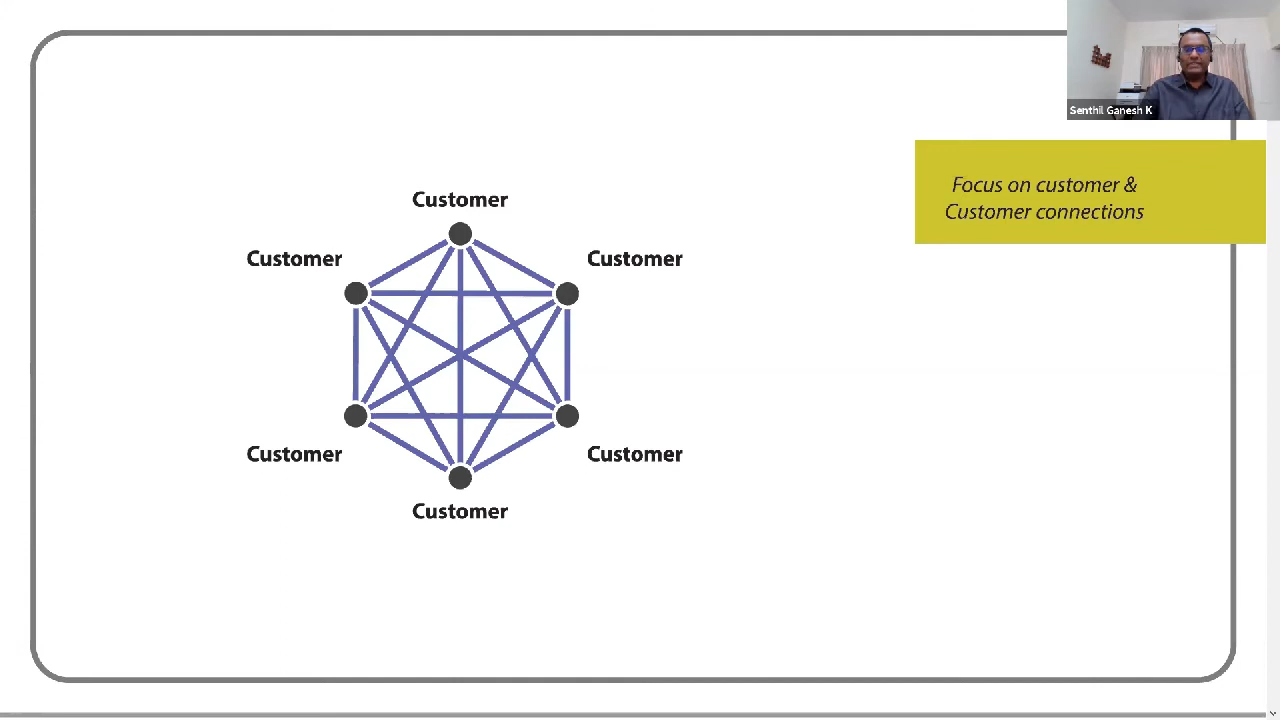 Senthil Ganesh K
Focus on customer &
Customer connections
Customer
Customer
Customer
Customer
Customer
Customer